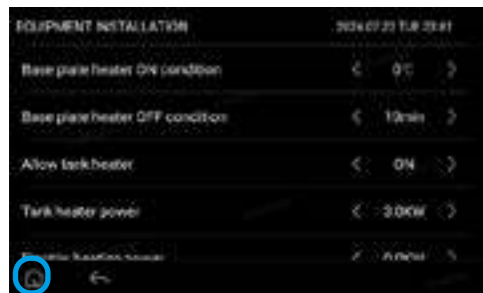 EQUIPMENT INSTALLATION
Base plate heater ON condition 0℃
Base plate heater OFF condition 10min
Allow tank heater ON
Tank heater power 3.0KW